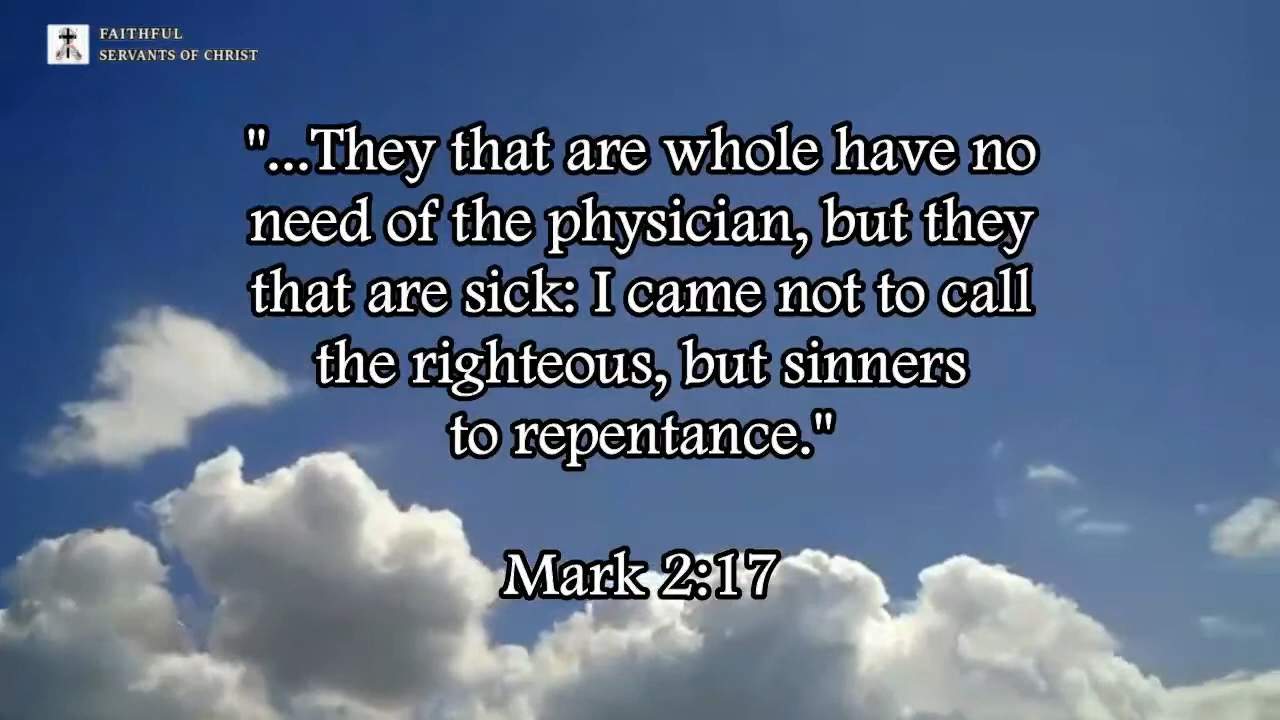 FAITHFUL
SERVANTS OF CHRIST
"...They that are whole have no
need of the physician, but they
that are sick: I came not to call
the righteous, but sinners
to repentance."
Mark 2:17